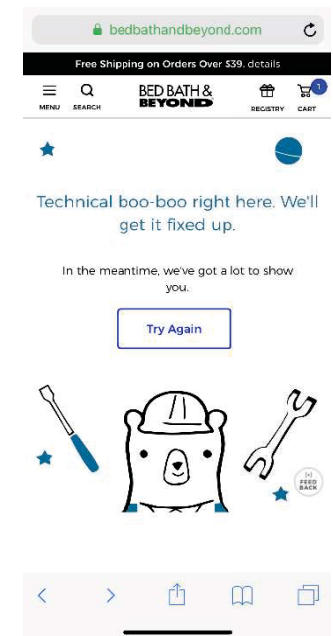 bedbathandbeyond.com
Free Shipping on Orders Over $39. details
MENU
SEARCH
BED BATH &
BEYOND
REGISTRY
1
CART
Technical boo-boo right here. We'll
get it fixed up.
In the meantime, we've got a lot to show
you.
Try Again
[+]
FEED
BACK